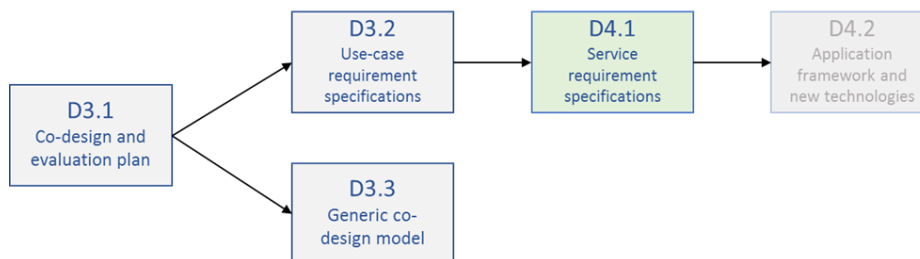 D3.1
Co-design and
evaluation plan
D3.2
Use-case
requirement
specifications
D3.3
Generic co-
design model
D4.1
Service
requirement
specifications
D4.2
Application
framework and
new technologies